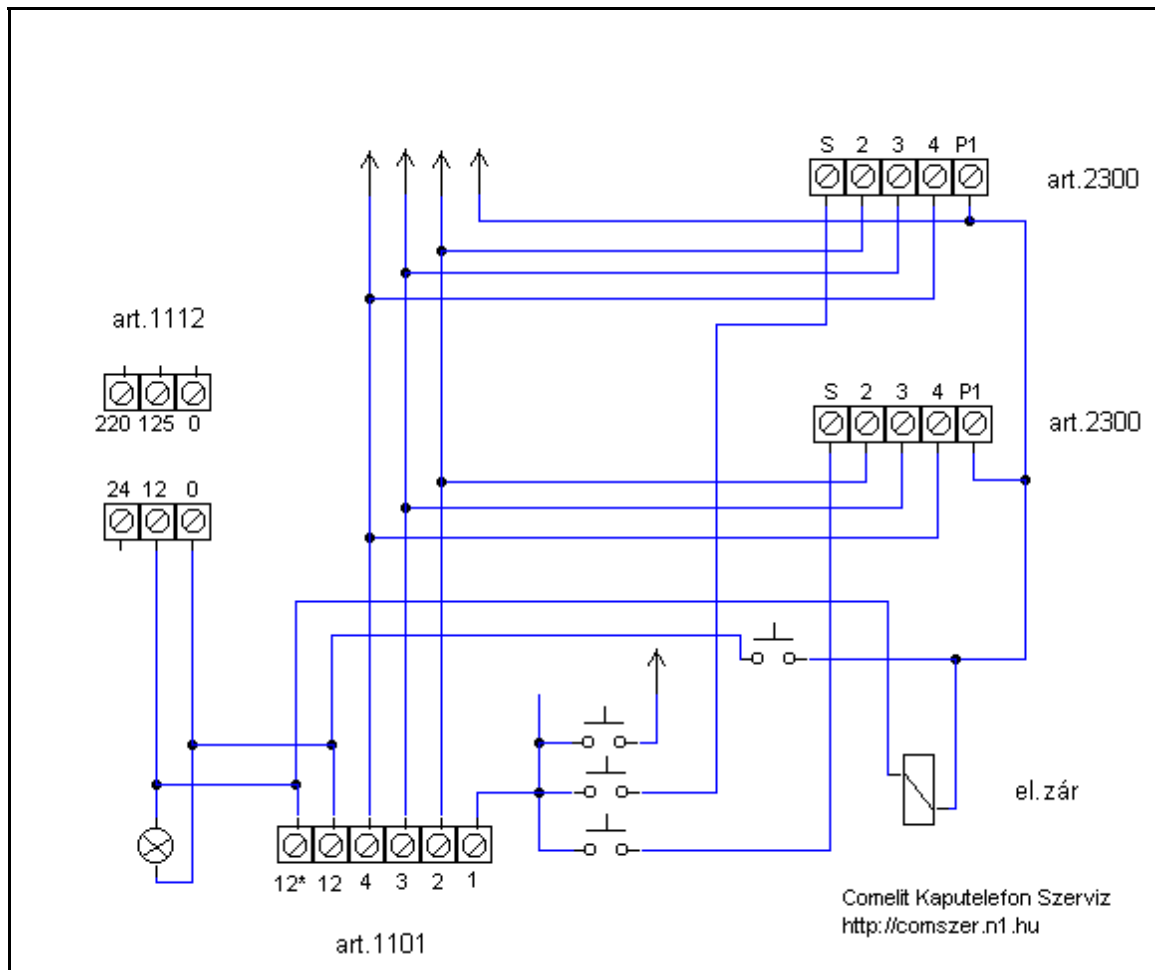 S 2 3 4 P1
art.2300
art.1112
220 125 0
S 2 3 4 P1
art.2300
24 12 0
el.zár
12* 12 4 3 2 1
art.1101
Comelit Kaputelefon Szerviz
http://comszer.n1.hu